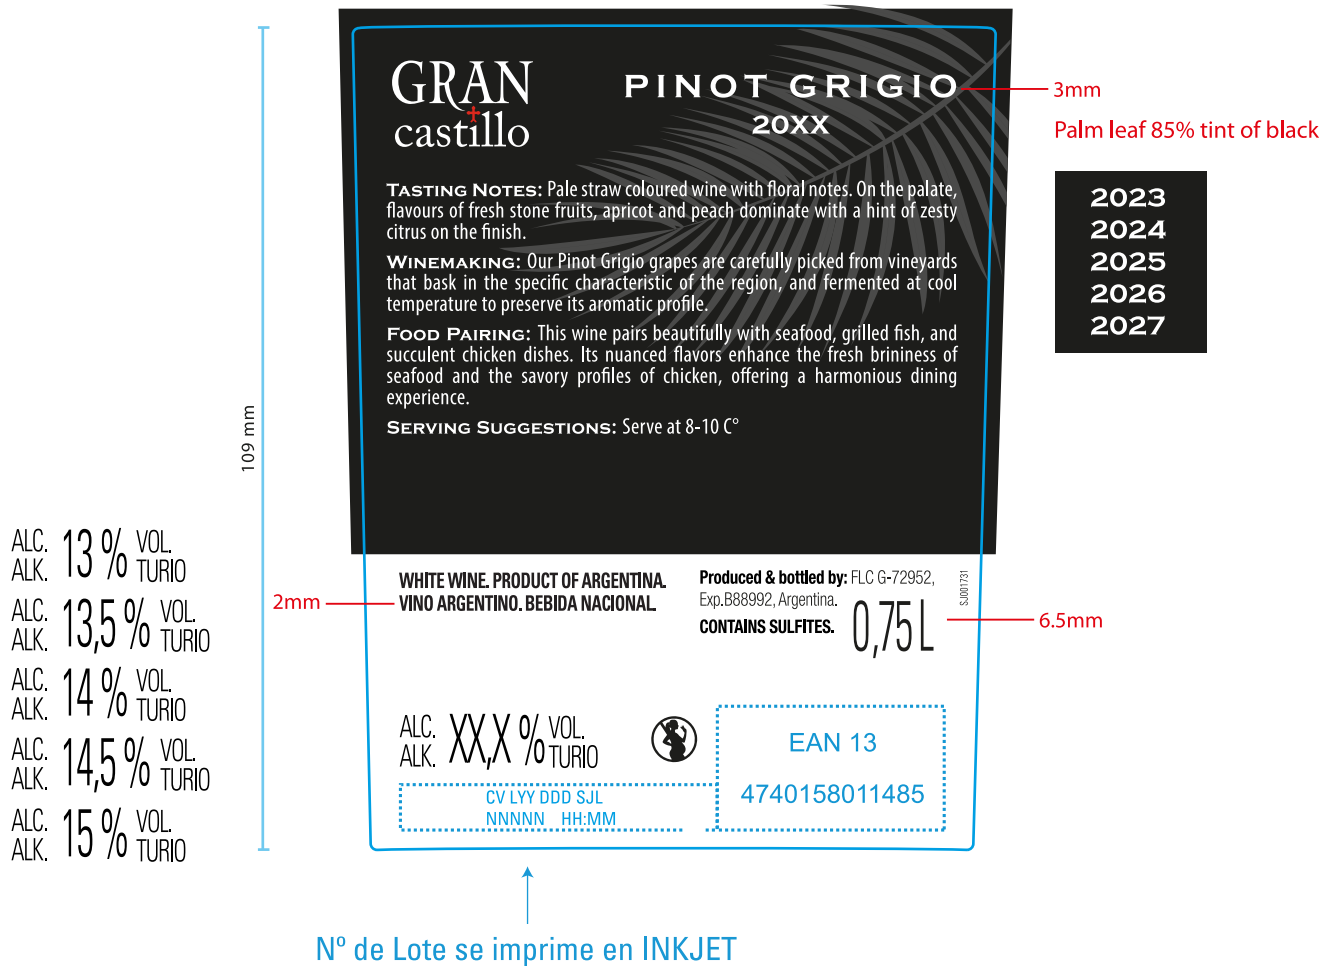 GRAN
castillo
PINOT GRIGIO
20XX
3mm
Palm leaf 85% tint of black
2023
2024
2025
2026
2027
TASTING NOTES: Pale straw coloured wine with floral notes. On the palate,
flavours of fresh stone fruits, apricot and peach dominate with a hint of zesty
citrus on the finish.
WINEMAKING: Our Pinot Grigio grapes are carefully picked from vineyards
that bask in the specific characteristic of the region, and fermented at cool
temperature to preserve its aromatic profile.
FOOD PAIRING: This wine pairs beautifully with seafood, grilled fish, and
succulent chicken dishes. Its nuanced flavors enhance the fresh brininess of
seafood and the savory profiles of chicken, offering a harmonious dining
experience.
SERVING SUGGESTIONS: Serve at 8-10 C°
109 mm
ALC. 13 % VOL.
ALK. TURIO
ALC. 13,5 % VOL.
ALK. TURIO
ALC. 14 % VOL.
ALK. TURIO
ALC. 14,5 % VOL.
ALK. TURIO
ALC. 15 % VOL.
ALK. TURIO
WHITE WINE. PRODUCT OF ARGENTINA.
VINO ARGENTINO. BEBIDA NACIONAL.
2mm
Produced & bottled by: FLC G-72952,
Exp.B88992, Argentina.
CONTAINS SULFITES.
0,75 L
SJ001731
6.5mm
ALC. XX,X % VOL.
ALK. TURIO
CV LYY DDD SJL
NNNNN HH:MM
EAN 13
4740158011485
Nº de Lote se imprime en INKJET